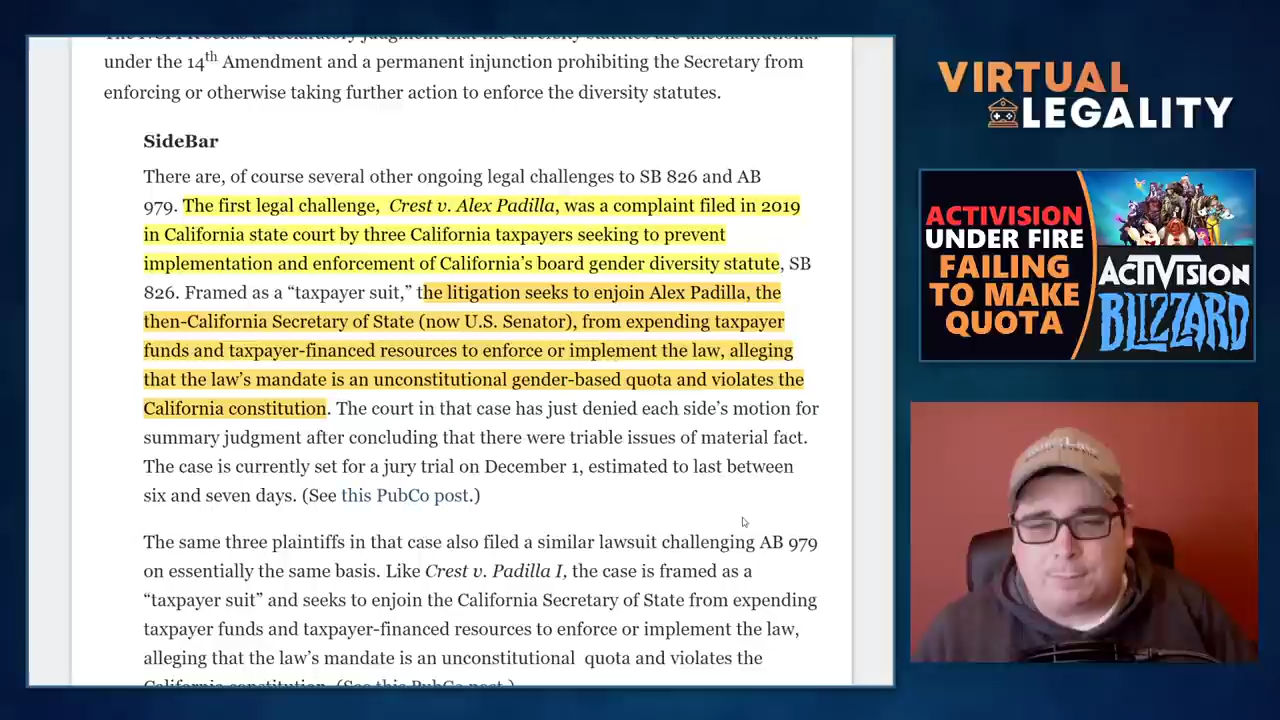 under the 14th Amendment and a permanent injunction prohibiting the Secretary from
enforcing or otherwise taking further action to enforce the diversity statutes.
SideBar
There are, of course several other ongoing legal challenges to SB 826 and AB
979. The first legal challenge, Crest v. Alex Padilla, was a complaint filed in 2019
in California state court by three California taxpayers seeking to prevent
implementation and enforcement of California's board gender diversity statute, SB
826. Framed as a “taxpayer suit,” the litigation seeks to enjoin Alex Padilla, the
then-California Secretary of State (now U.S. Senator), from expending taxpayer
funds and taxpayer-financed resources to enforce or implement the law, alleging
that the law's mandate is an unconstitutional gender-based quota and violates the
California constitution. The court in that case has just denied each side's motion for
summary judgment after concluding that there were triable issues of material fact.
The case is currently set for a jury trial on December 1, estimated to last between
six and seven days. (See this PubCo post.)
The same three plaintiffs in that case also filed a similar lawsuit challenging AB 979
on essentially the same basis. Like Crest v. Padilla I, the case is framed as a
“taxpayer suit” and seeks to enjoin the California Secretary of State from expending
taxpayer funds and taxpayer-financed resources to enforce or implement the law,
alleging that the law's mandate is an unconstitutional quota and violates the
California constitution. (See this PubCo post.)
VIRTUAL
LEGALITY
ACTIVISION
UNDER FIRE
FAILING
TO MAKE
QUOTA
ACTIVISION
BLIZZARD